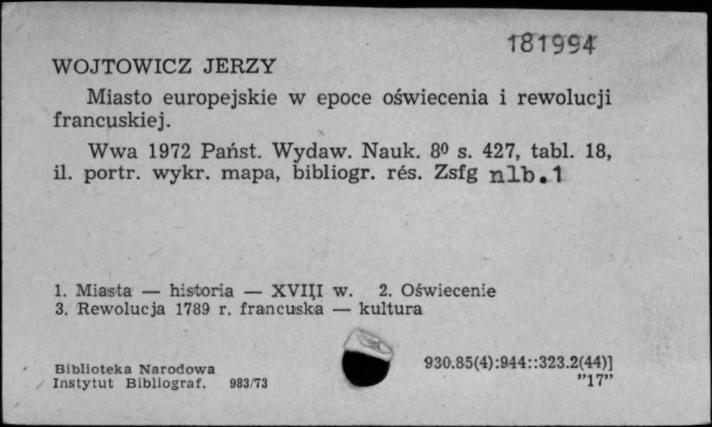 181994
WOJTOWICZ JERZY
Miasto europejskie w epoce oświecenia i rewolucji
francuskiej.
Wwa 1972 Państ. Wydaw. Nauk. 8⁰ s. 427, tabl. 18,
il. portr. wykr. mapa, bibliogr. rés. Zsfg nlb.1
1. Miasta — historia — XVIII w. 2. Oświecenie
3. Rewolucja 1789 r. francuska — kultura
Biblioteka Narodowa
Instytut Bibliograf. 983/73
930.85(4):944::323.2(44)]
”17”